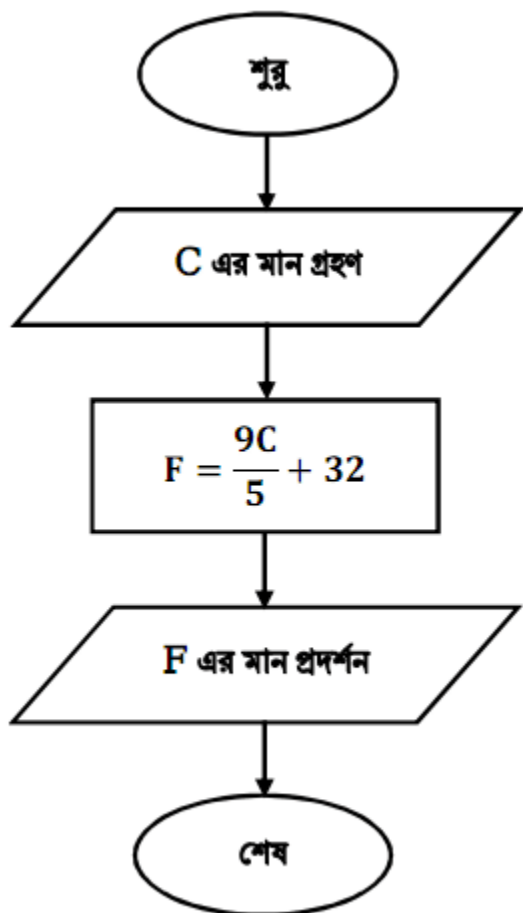 শুরু
C এর মান গ্রহণ
F = 9C/5 + 32
F এর মান প্রদর্শন
শেষ